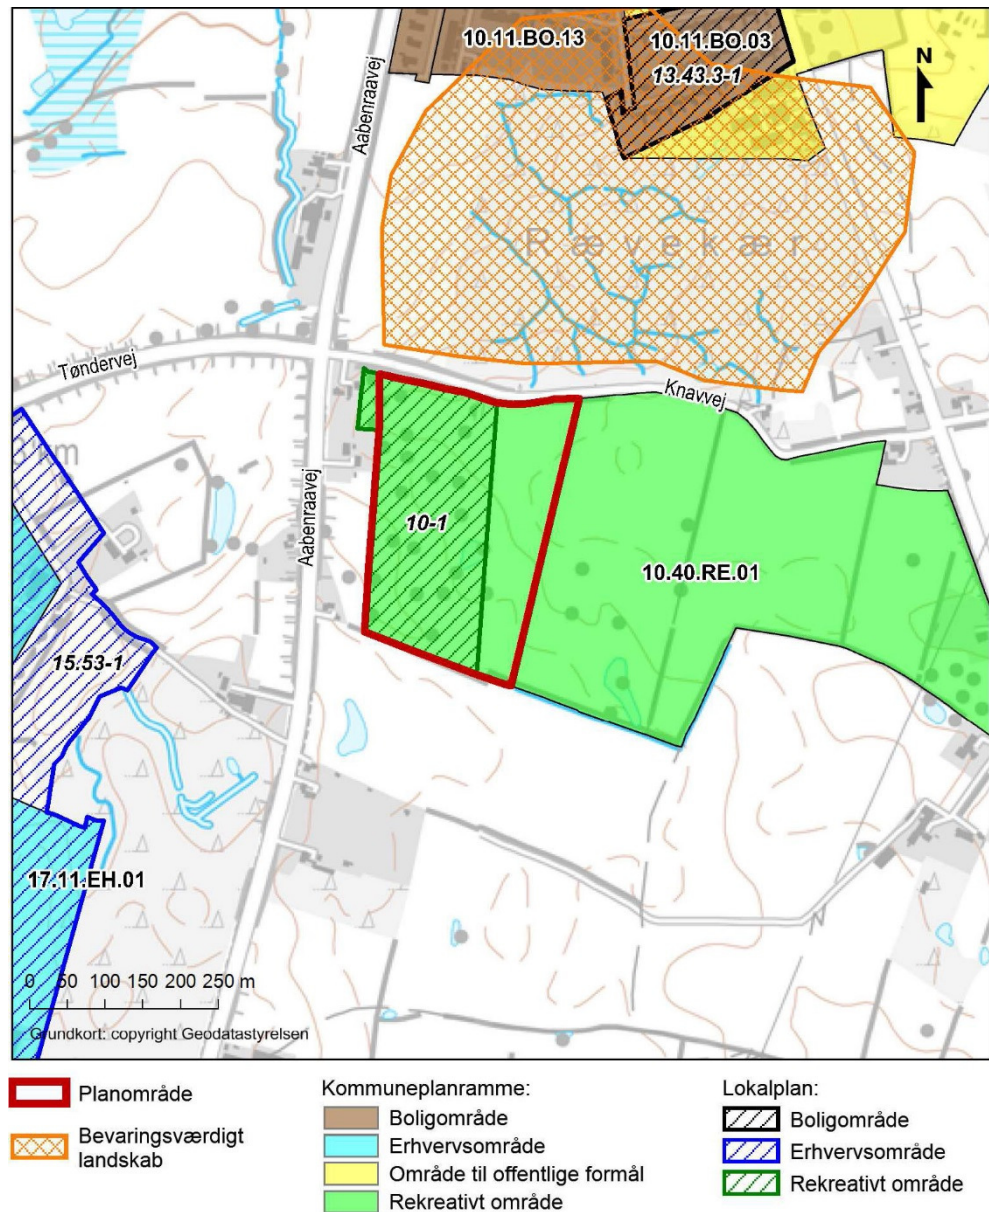 10.11.BO.13
10.11.BO.03
13.43.3-1
N
Aabenraavej
Rævekær
Tøndervej
Knavvej
Aabenraavej
10-1
10.40.RE.01
15.53-1
17.11.EH.01
0 50 100 150 200 250 m
Grundkort: copyright Geodatastyrelsen
Planområde
Bevaringsværdigt
landskab
Kommuneplanramme:
Boligområde
Erhvervsområde
Område til offentlige formål
Rekreativt område
Lokalplan:
Boligområde
Erhvervsområde
Rekreativt område